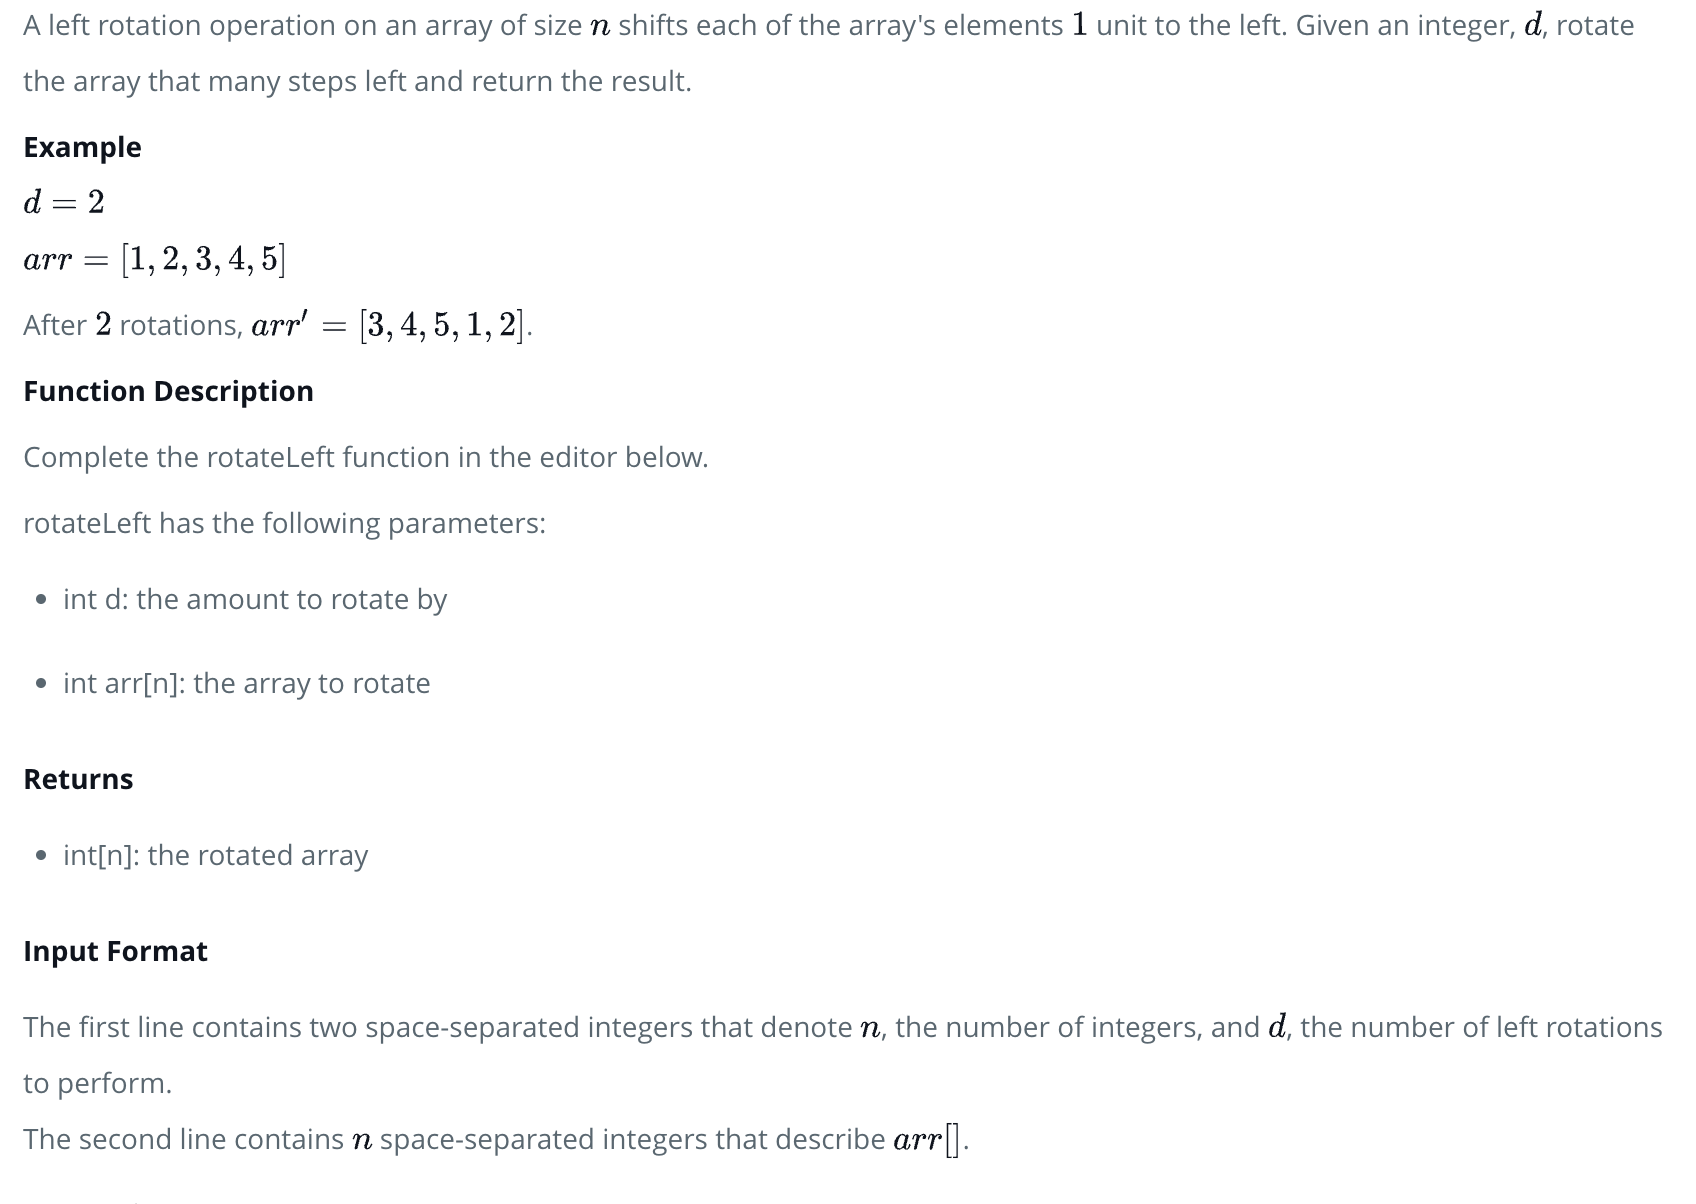 A left rotation operation on an array of size n shifts each of the array's elements 1 unit to the left. Given an integer, d, rotate
the array that many steps left and return the result.
Example
d = 2
arr = [1, 2, 3, 4, 5]
After 2 rotations, arr′ = [3, 4, 5, 1, 2].
Function Description
Complete the rotateLeft function in the editor below.
rotateLeft has the following parameters:
• int d: the amount to rotate by
• int arr[n]: the array to rotate
Returns
• int[n]: the rotated array
Input Format
The first line contains two space-separated integers that denote n, the number of integers, and d, the number of left rotations
to perform.
The second line contains n space-separated integers that describe arr[].